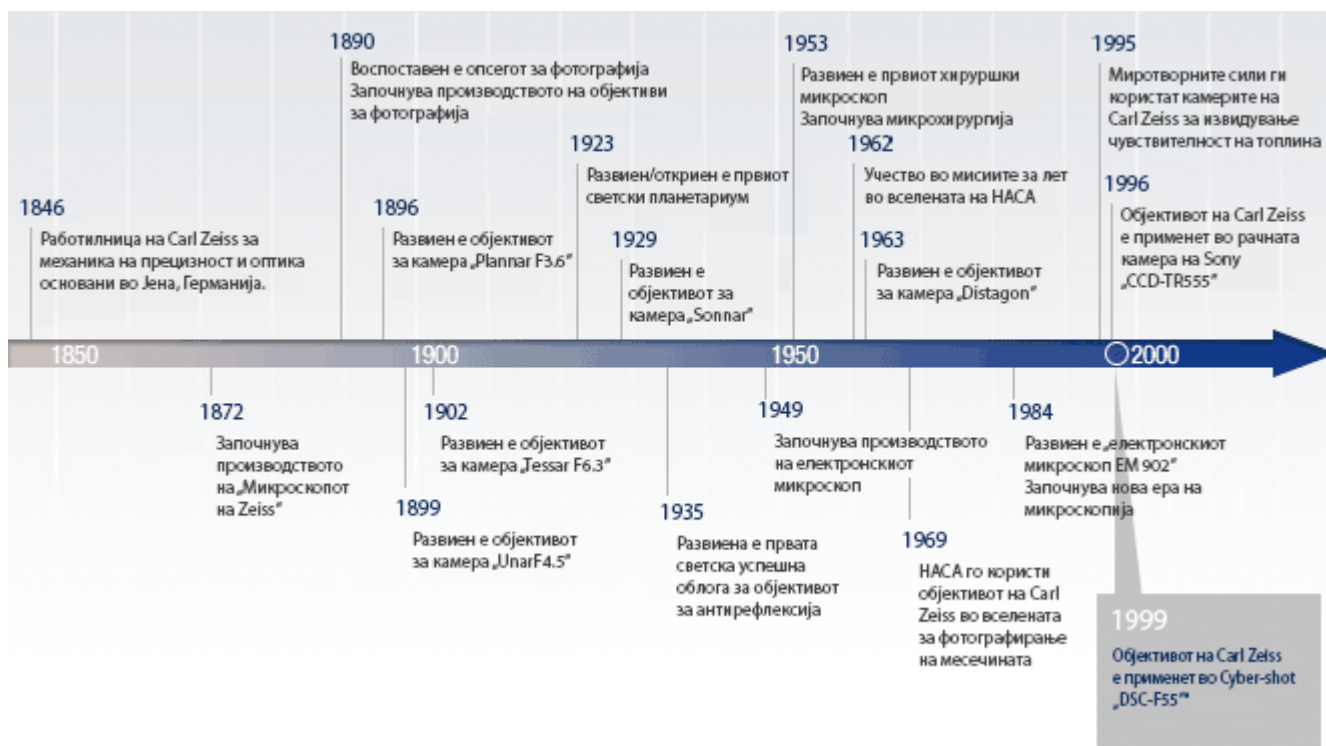 1890
Воспоставен е опсегот за фотографија
Започнува производството на објективи
за фотографија
1953
Развиен е првиот хируршки
микроскоп
Започнува микрохирургија
1995
Миротворните сили ги
користат камерите на
Carl Zeiss за извидување
чувствителност на топлина
1923
Развиен/откриен е првиот
светски планетариум
1962
Учество во мисиите за лет
во вселената на НАСА
1846
Работилница на Carl Zeiss за
механика на прецизност и оптика
основани во Јена, Германија.
1896
Развиен е објективот
за камера „Plannar F3.6”
1929
Развиен е
објективот за
камера „Sonnar”
1963
Развиен е објективот
за камера „Distagon”
1996
Објективот на Carl Zeiss
е применет во рачната
камера на Sony
„CCD-TR555”
1850 1900 1950 2000
1872
Започнува
производството
на „Микроскопот
на Zeiss”
1902
Развиен е објективот
за камера „Tessar F6.3”
1949
Започнува производството
на електронскиот
микроскоп
1984
Развиен е „електронскиот
микроскоп EM 902”
Започнува нова ера на
микроскопија
1899
Развиен е објективот
за камера „UnarF4.5”
1935
Развиена е првата
светска успешна
облога за објективот
за антирефлексија
1969
НАСА го користи
објективот на Carl
Zeiss во вселената
за фотографирање
на месечината
1999
Објективот на Carl Zeiss
е применет во Cyber-shot
„DSC-F55””